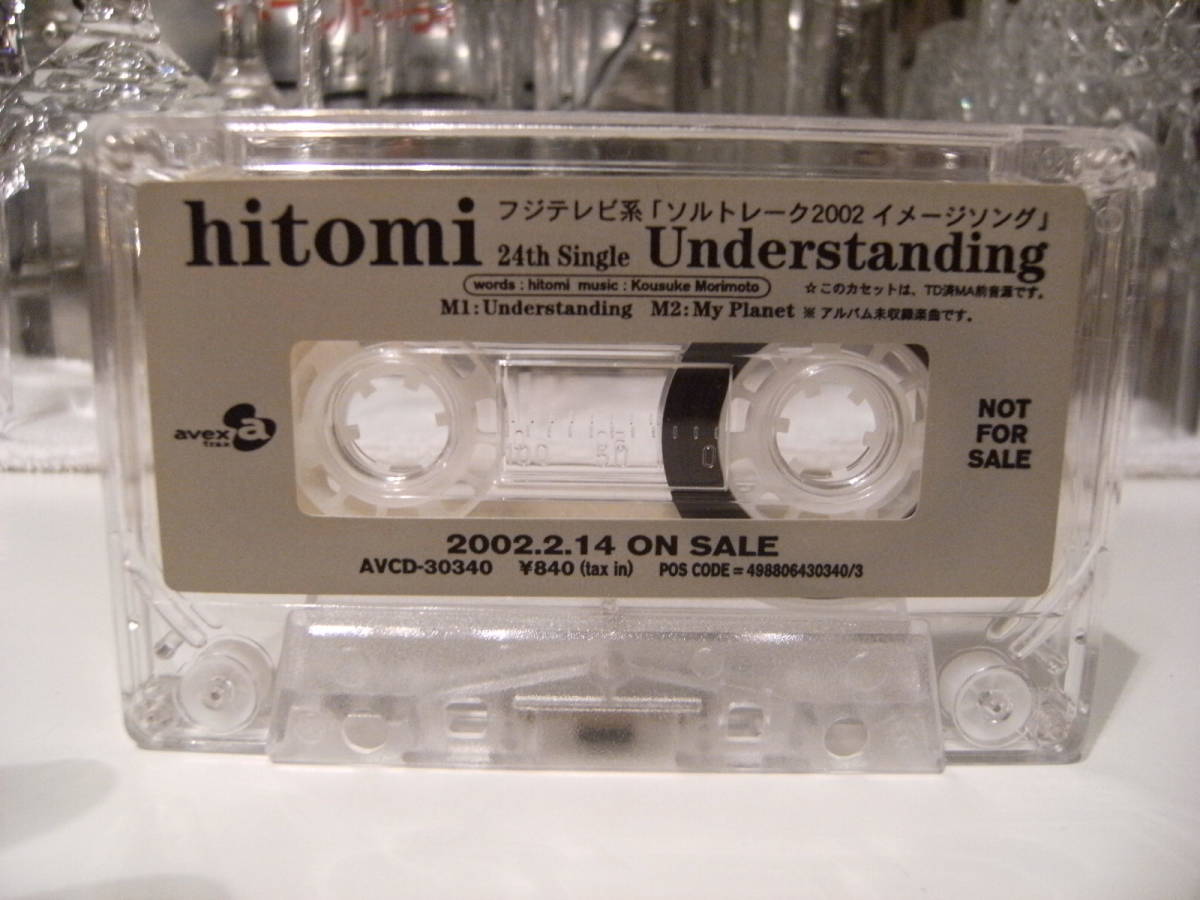 hitomi フジテレビ系「ソルトレーク2002 イメージソング」
24th Single Understanding
words : hitomi music : Kousuke Morimoto ☆このカセットは、TD済MA前音源です。
M1 : Understanding M2 : My Planet ※ アルバム未収録楽曲です。
avex a
trax
NOT
FOR
SALE
100 50 0
2002.2.14 ON SALE
AVCD-30340 ¥840 (tax in) POS CODE = 498806430340/3